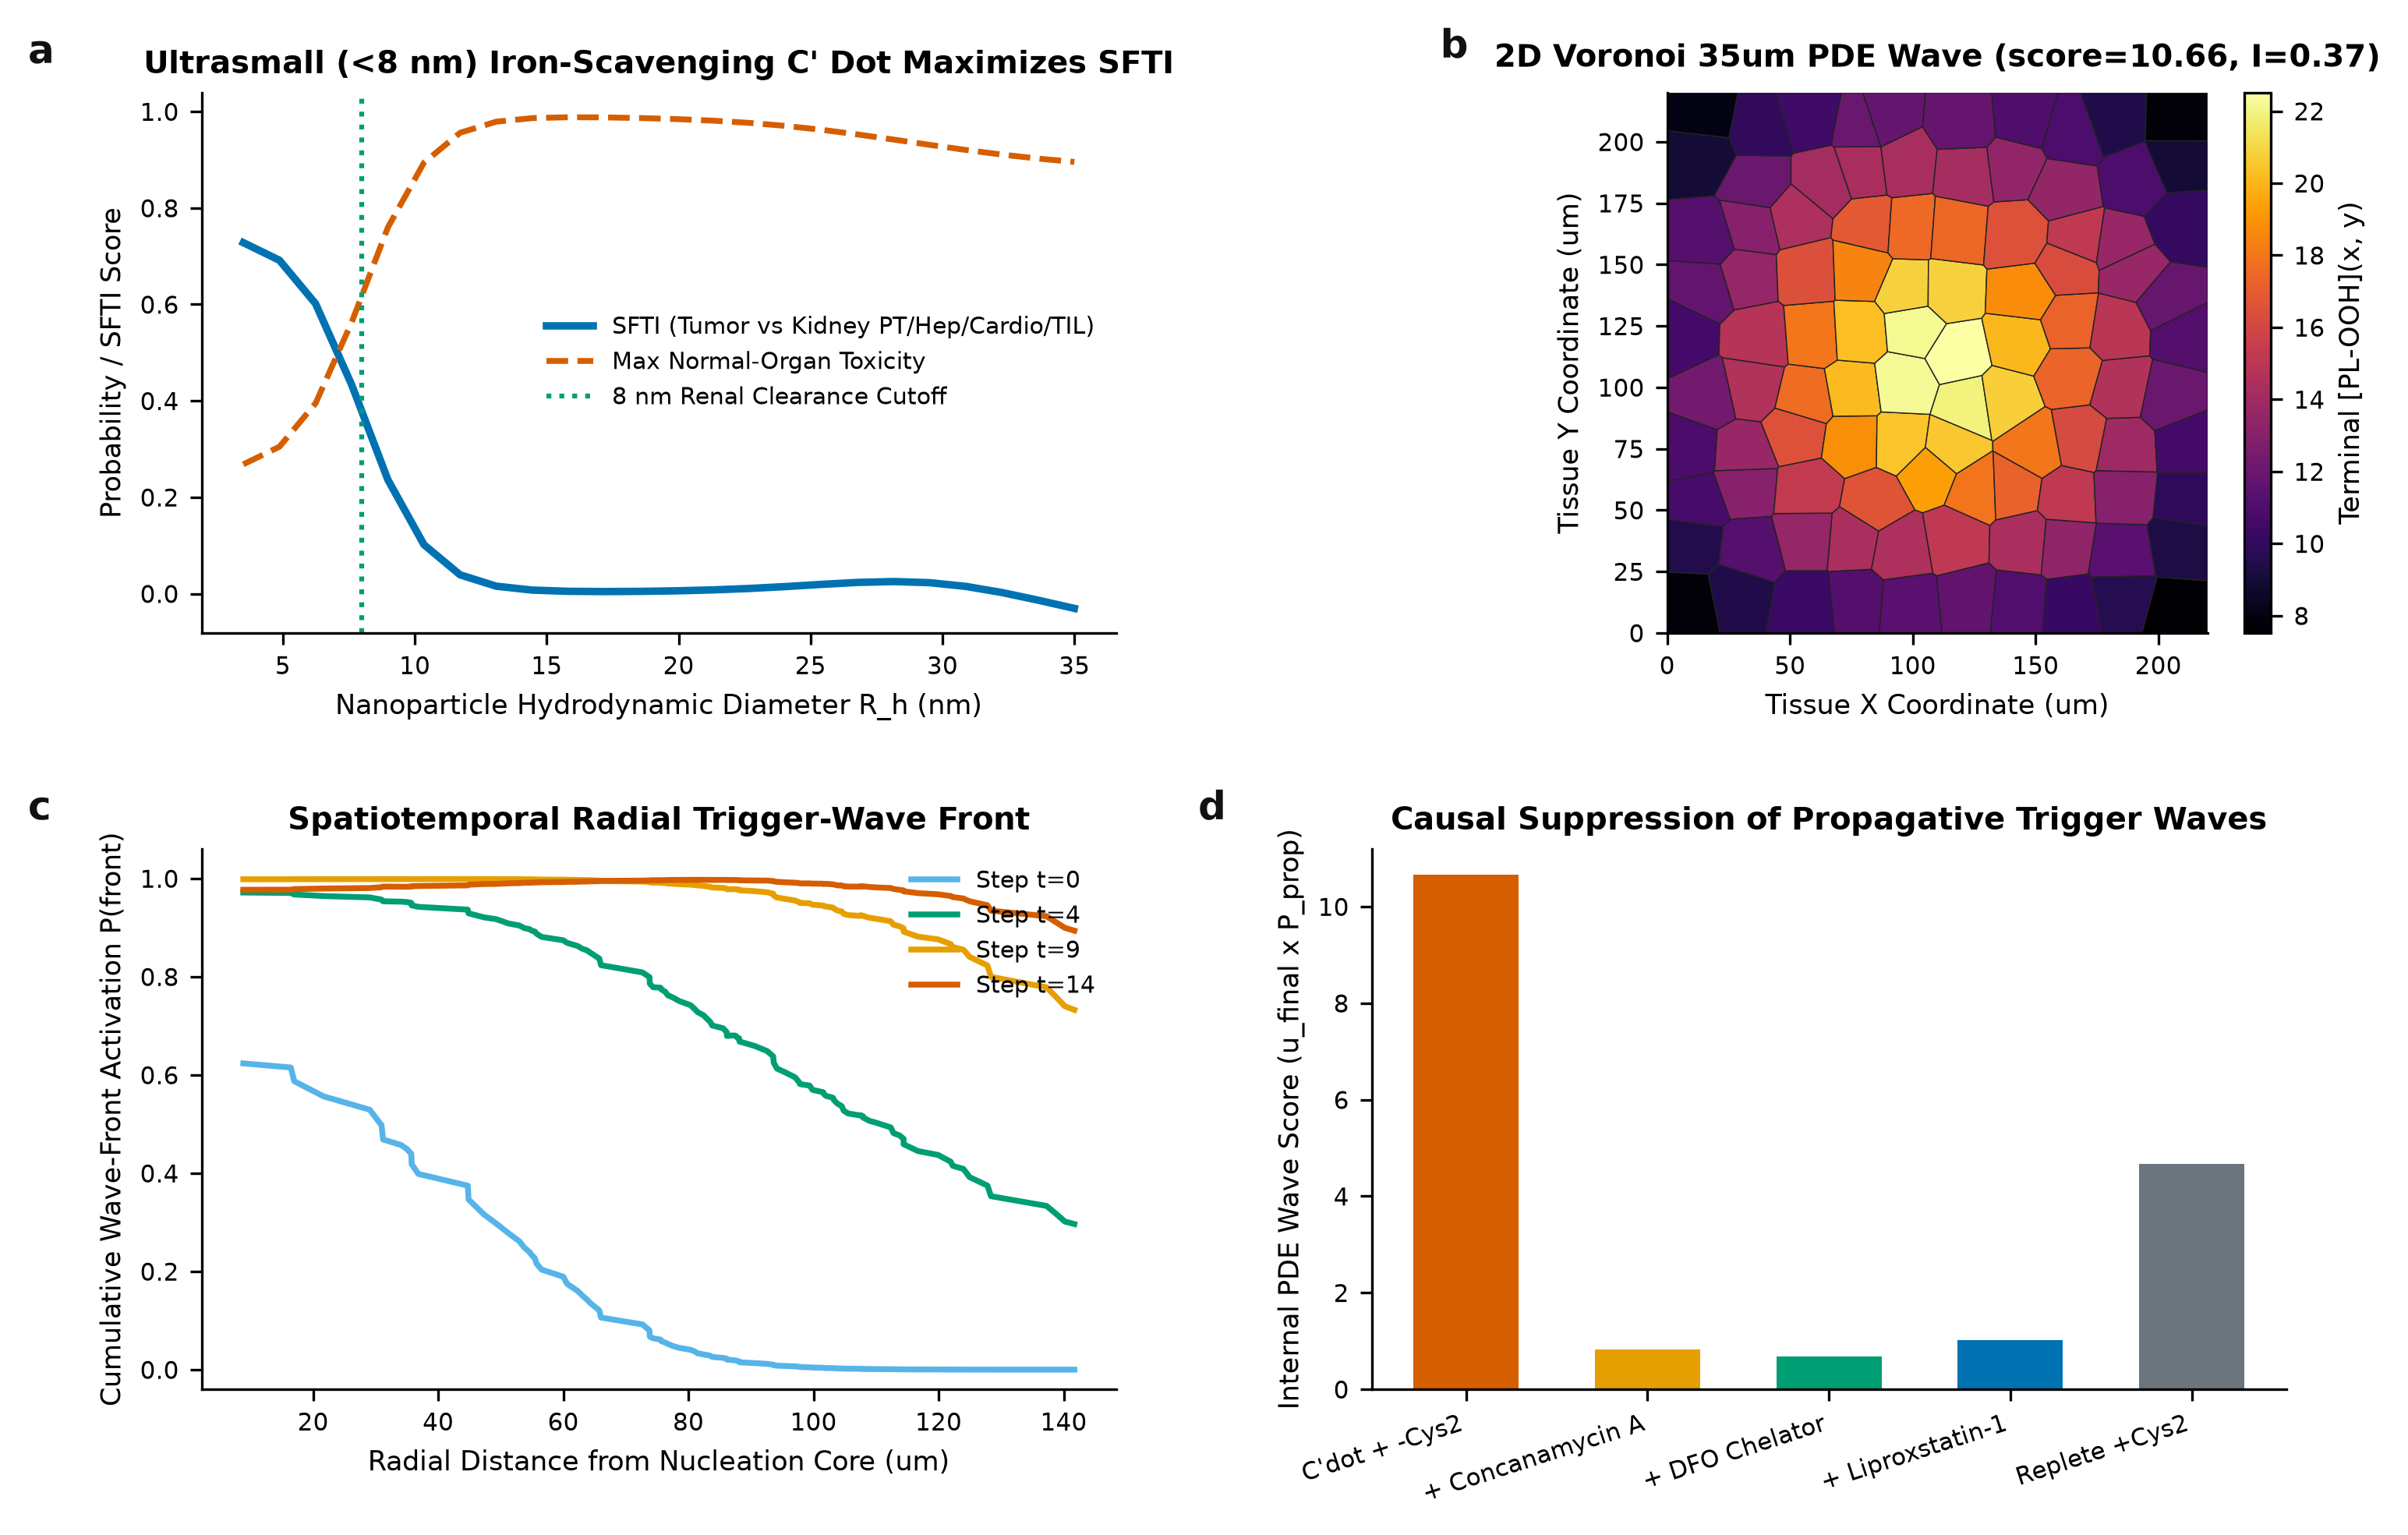 a
Ultrasmall (<8 nm) Iron-Scavenging C' Dot Maximizes SFTI
Probability / SFTI Score
1.0
0.8
0.6
0.4
0.2
0.0
SFTI (Tumor vs Kidney PT/Hep/Cardio/TIL)
Max Normal-Organ Toxicity
8 nm Renal Clearance Cutoff
5 10 15 20 25 30 35
Nanoparticle Hydrodynamic Diameter R_h (nm)
b
2D Voronoi 35um PDE Wave (score=10.66, I=0.37)
Tissue Y Coordinate (um)
200
175
150
125
100
75
50
25
0
0 50 100 150 200
Tissue X Coordinate (um)
22
20
18
16
14
12
10
8
Terminal [PL-OOH](x, y)
c
Spatiotemporal Radial Trigger-Wave Front
Cumulative Wave-Front Activation P(front)
1.0
0.8
0.6
0.4
0.2
0.0
Step t=0
Step t=4
Step t=9
Step t=14
20 40 60 80 100 120 140
Radial Distance from Nucleation Core (um)
d
Causal Suppression of Propagative Trigger Waves
Internal PDE Wave Score (u_final x P_prop)
10
8
6
4
2
0
C'dot + -Cys2
+ Concanamycin A
+ DFO Chelator
+ Liproxstatin-1
Replete +Cys2